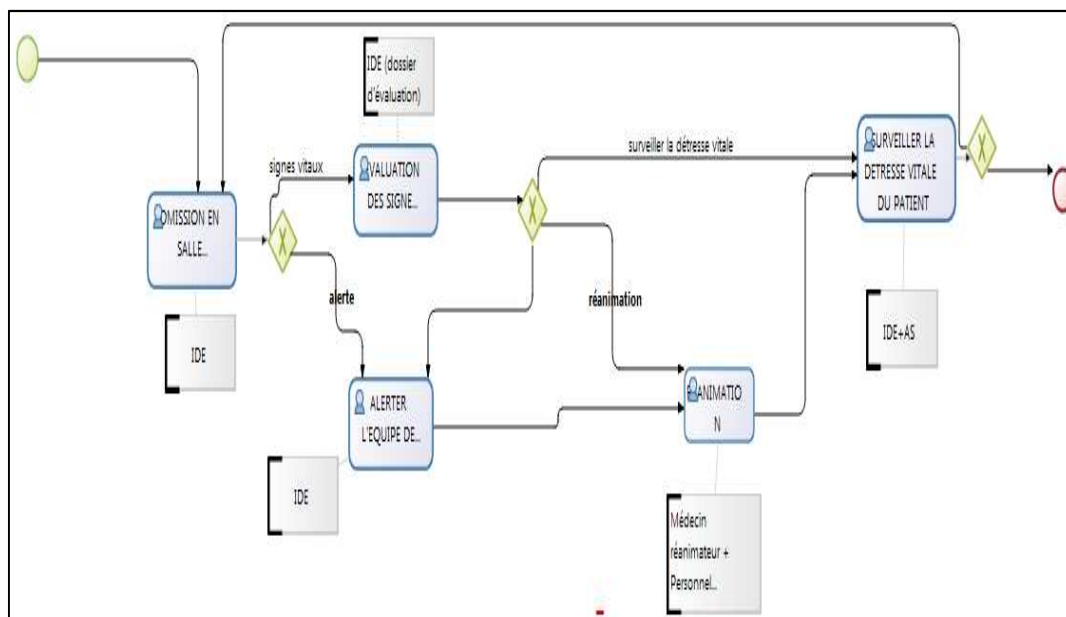 IDE (dossier
d'évaluation)
signes vitaux
VALUATION
DES SIGNE...
surveiller la détresse vitale
SURVEILLER LA
DETRESSE VITALE
DU PATIENT
OMISSION EN
SALLE...
IDE
alerte
réanimation
IDE+AS
ALERTER
L'EQUIPE DE...
IDE
ANIMATIO
N
Médecin
réanimateur +
Personnel...